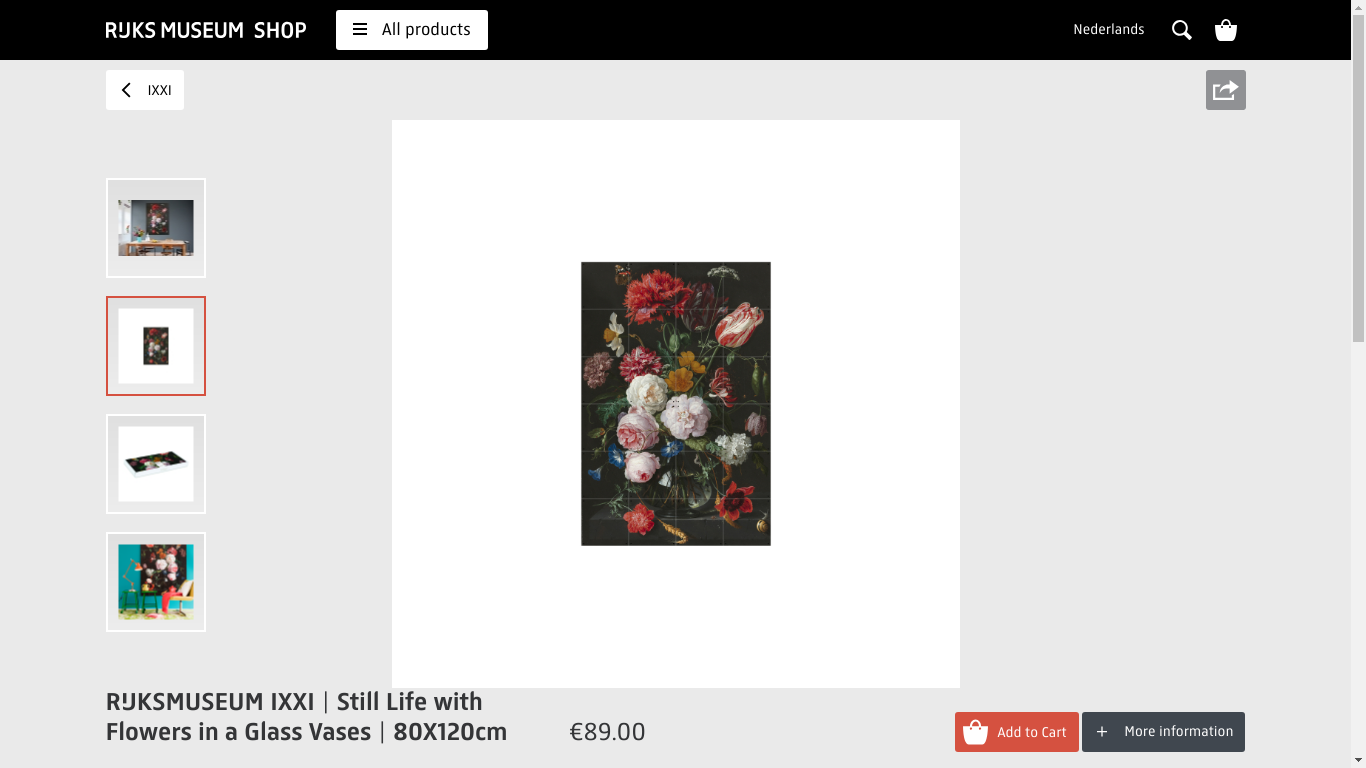 RIJKS MUSEUM SHOP
All products
Nederlands
IXXI
RIJKSMUSEUM IXXI | Still Life with
Flowers in a Glass Vases | 80X120cm
€89.00
Add to Cart
+ More information